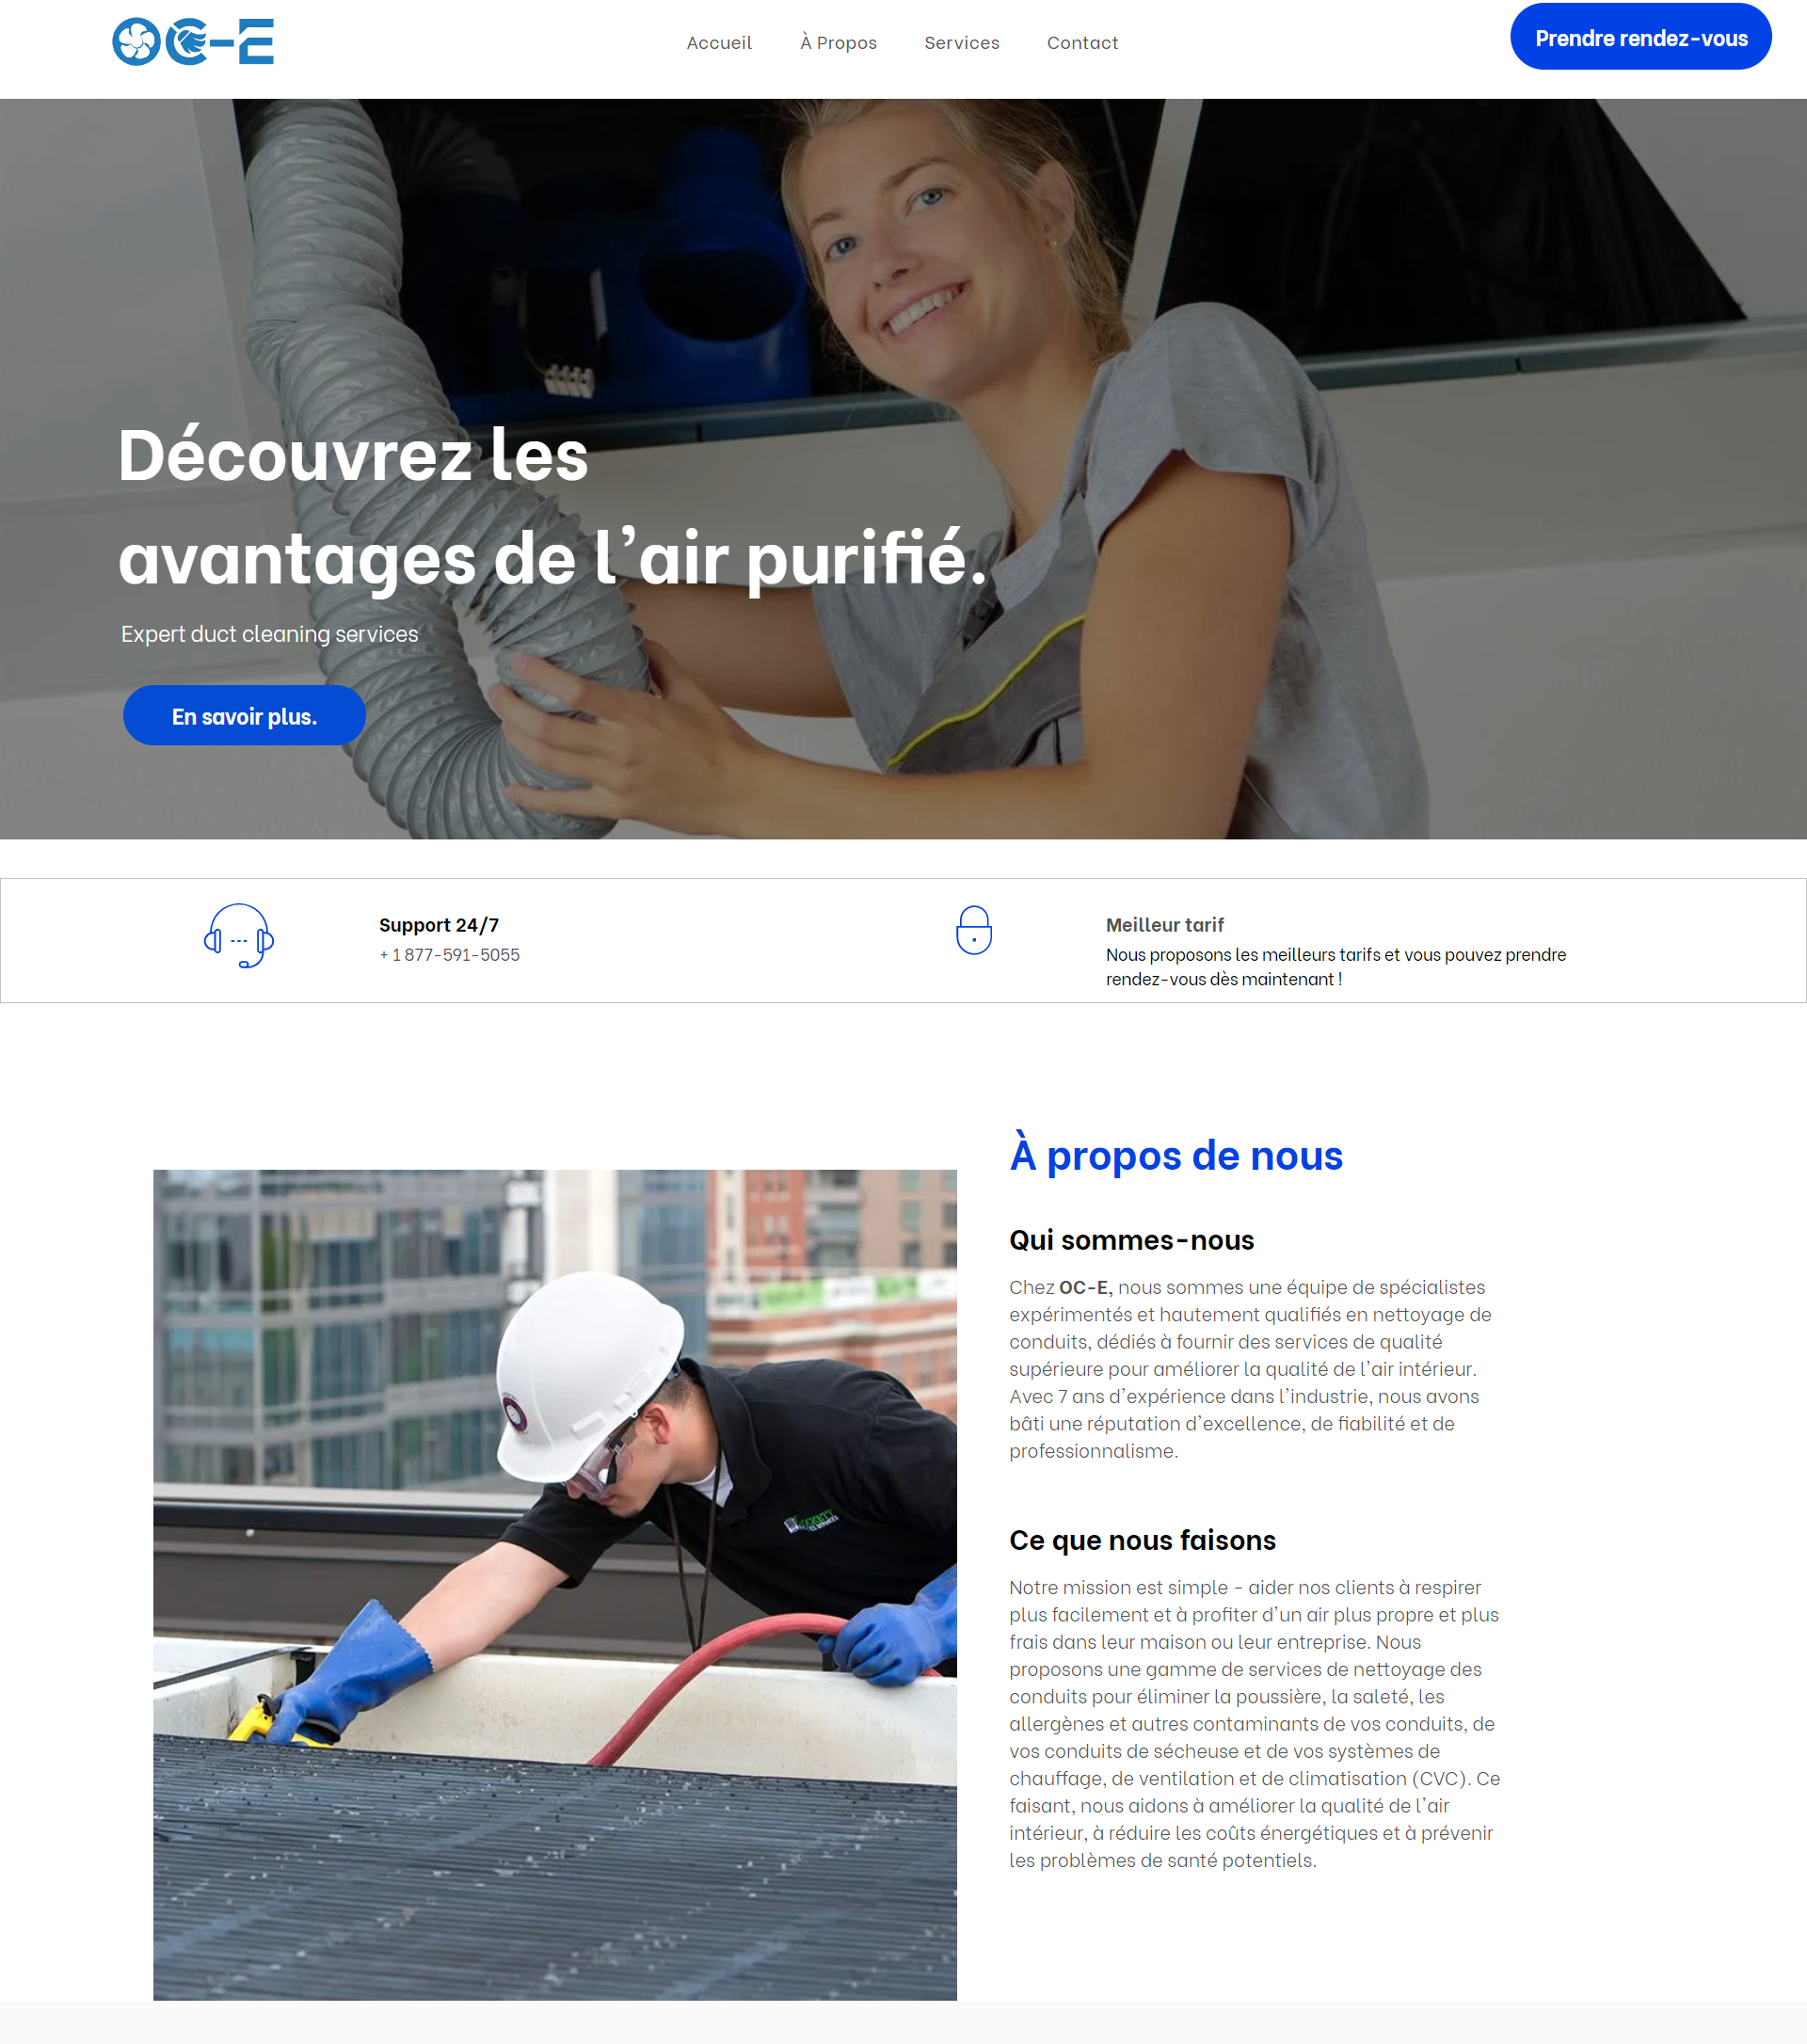 OC-E
Accueil
À Propos
Services
Contact
Prendre rendez-vous
Découvrez les
avantages de l'air purifié.
Expert duct cleaning services
En savoir plus.
Support 24/7
+ 1 877-591-5055
Meilleur tarif
Nous proposons les meilleurs tarifs et vous pouvez prendre
rendez-vous dès maintenant !
À propos de nous
Qui sommes-nous
Chez OC-E, nous sommes une équipe de spécialistes
expérimentés et hautement qualifiés en nettoyage de
conduits, dédiés à fournir des services de qualité
supérieure pour améliorer la qualité de l'air intérieur.
Avec 7 ans d'expérience dans l'industrie, nous avons
bâti une réputation d'excellence, de fiabilité et de
professionnalisme.
Ce que nous faisons
Notre mission est simple - aider nos clients à respirer
plus facilement et à profiter d'un air plus propre et plus
frais dans leur maison ou leur entreprise. Nous
proposons une gamme de services de nettoyage des
conduits pour éliminer la poussière, la saleté, les
allergènes et autres contaminants de vos conduits, de
vos conduits de sécheuse et de vos systèmes de
chauffage, de ventilation et de climatisation (CVC). Ce
faisant, nous aidons à améliorer la qualité de l'air
intérieur, à réduire les coûts énergétiques et à prévenir
les problèmes de santé potentiels.